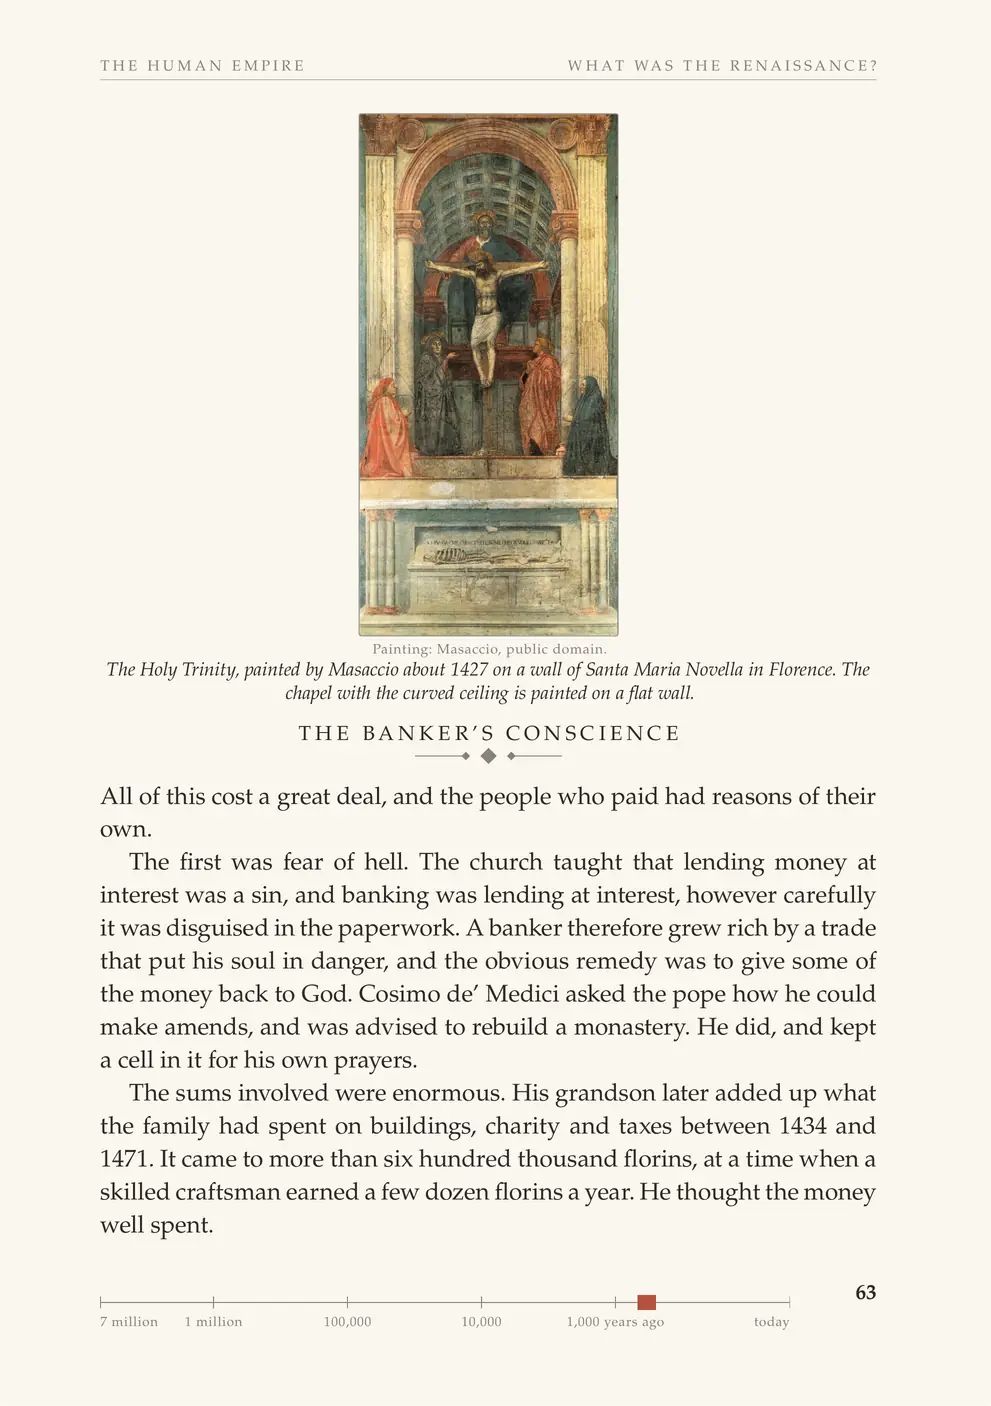 THE HUMAN EMPIRE
WHAT WAS THE RENAISSANCE?
Painting: Masaccio, public domain.
The Holy Trinity, painted by Masaccio about 1427 on a wall of Santa Maria Novella in Florence. The
chapel with the curved ceiling is painted on a flat wall.
THE BANKER’S CONSCIENCE
All of this cost a great deal, and the people who paid had reasons of their
own.
The first was fear of hell. The church taught that lending money at
interest was a sin, and banking was lending at interest, however carefully
it was disguised in the paperwork. A banker therefore grew rich by a trade
that put his soul in danger, and the obvious remedy was to give some of
the money back to God. Cosimo de’ Medici asked the pope how he could
make amends, and was advised to rebuild a monastery. He did, and kept
a cell in it for his own prayers.
The sums involved were enormous. His grandson later added up what
the family had spent on buildings, charity and taxes between 1434 and
1471. It came to more than six hundred thousand florins, at a time when a
skilled craftsman earned a few dozen florins a year. He thought the money
well spent.
63
7 million 1 million 100,000 10,000 1,000 years ago today